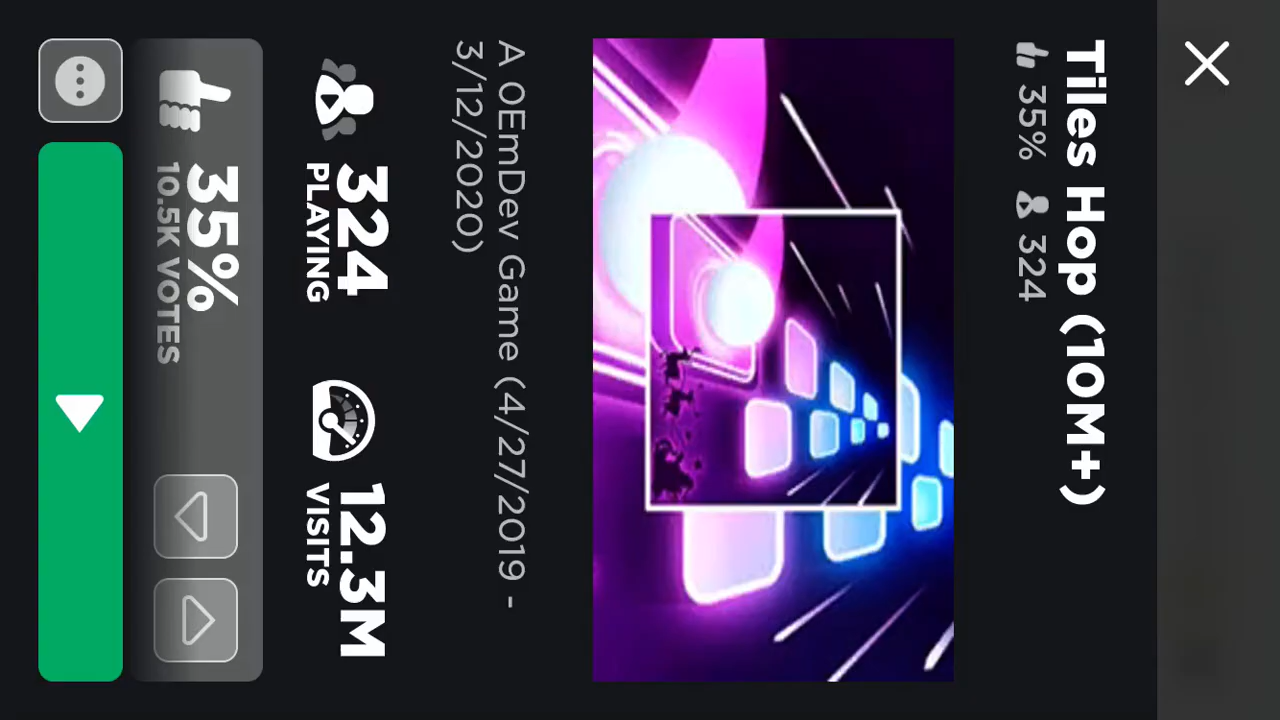 Tiles Hop (10M+)
35% 324
A 0EmDev Game (4/27/2019 -
3/12/2020)
324
PLAYING
12.3M
VISITS
35%
10.5K VOTES